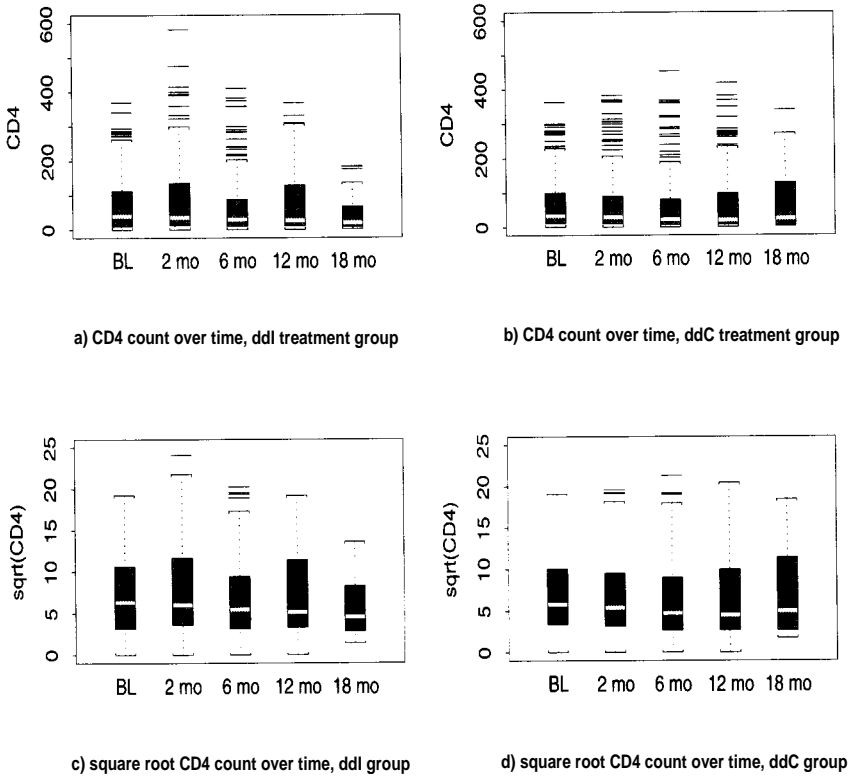 CD4
600
400
200
0
BL 2 mo 6 mo 12 mo 18 mo
a) CD4 count over time, ddI treatment group
CD4
600
400
200
0
BL 2 mo 6 mo 12 mo 18 mo
b) CD4 count over time, ddC treatment group
sqrt(CD4)
25
20
15
10
5
0
BL 2 mo 6 mo 12 mo 18 mo
c) square root CD4 count over time, ddI group
sqrt(CD4)
25
20
15
10
5
0
BL 2 mo 6 mo 12 mo 18 mo
d) square root CD4 count over time, ddC group